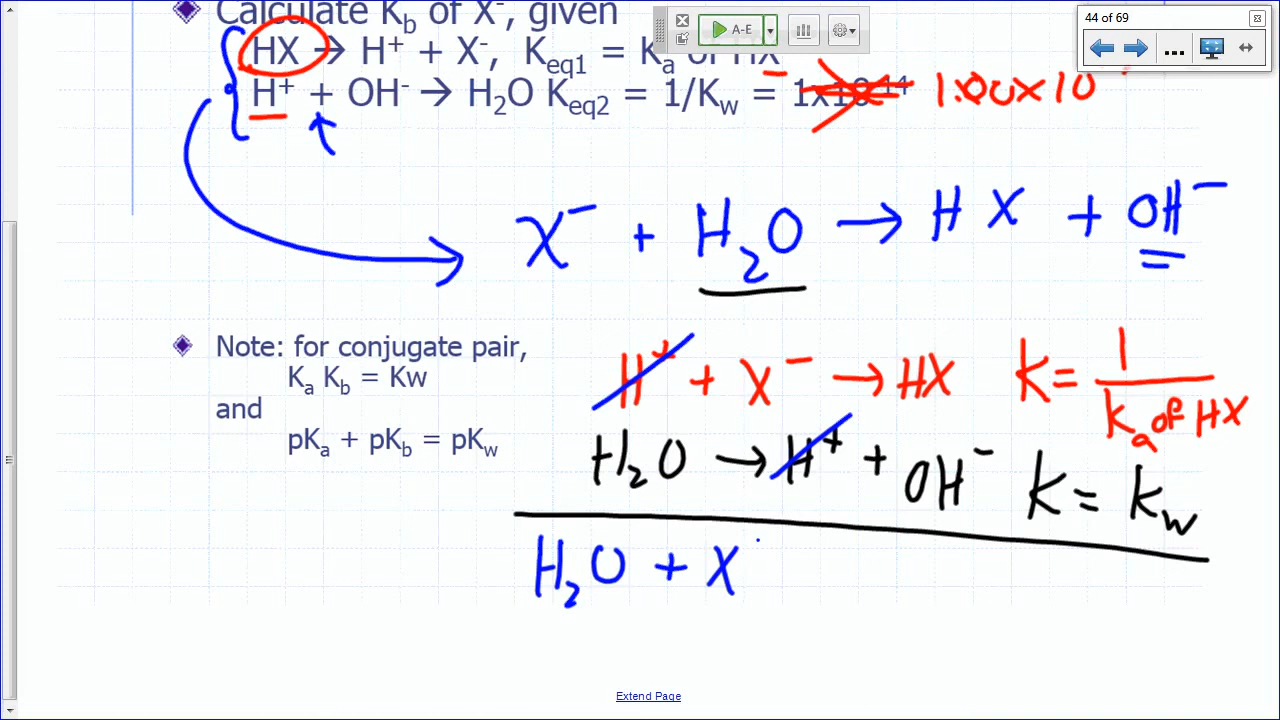 44 of 69
A-E
Calculate K_b of X⁻, given
HX → H⁺ + X⁻, K_eq1 = K_a of HX
H⁺ + OH⁻ → H₂O K_eq2 = 1/K_w = 1x10⁻¹⁴ 1.00x10
X⁻ + H₂O → HX + OH⁻
Note: for conjugate pair,
K_a K_b = Kw
and
pK_a + pK_b = pK_w
H⁺ + X⁻ → HX K = 1/K_a of HX
H₂O → H⁺ + OH⁻ K = K_w
H₂O + X
Extend Page